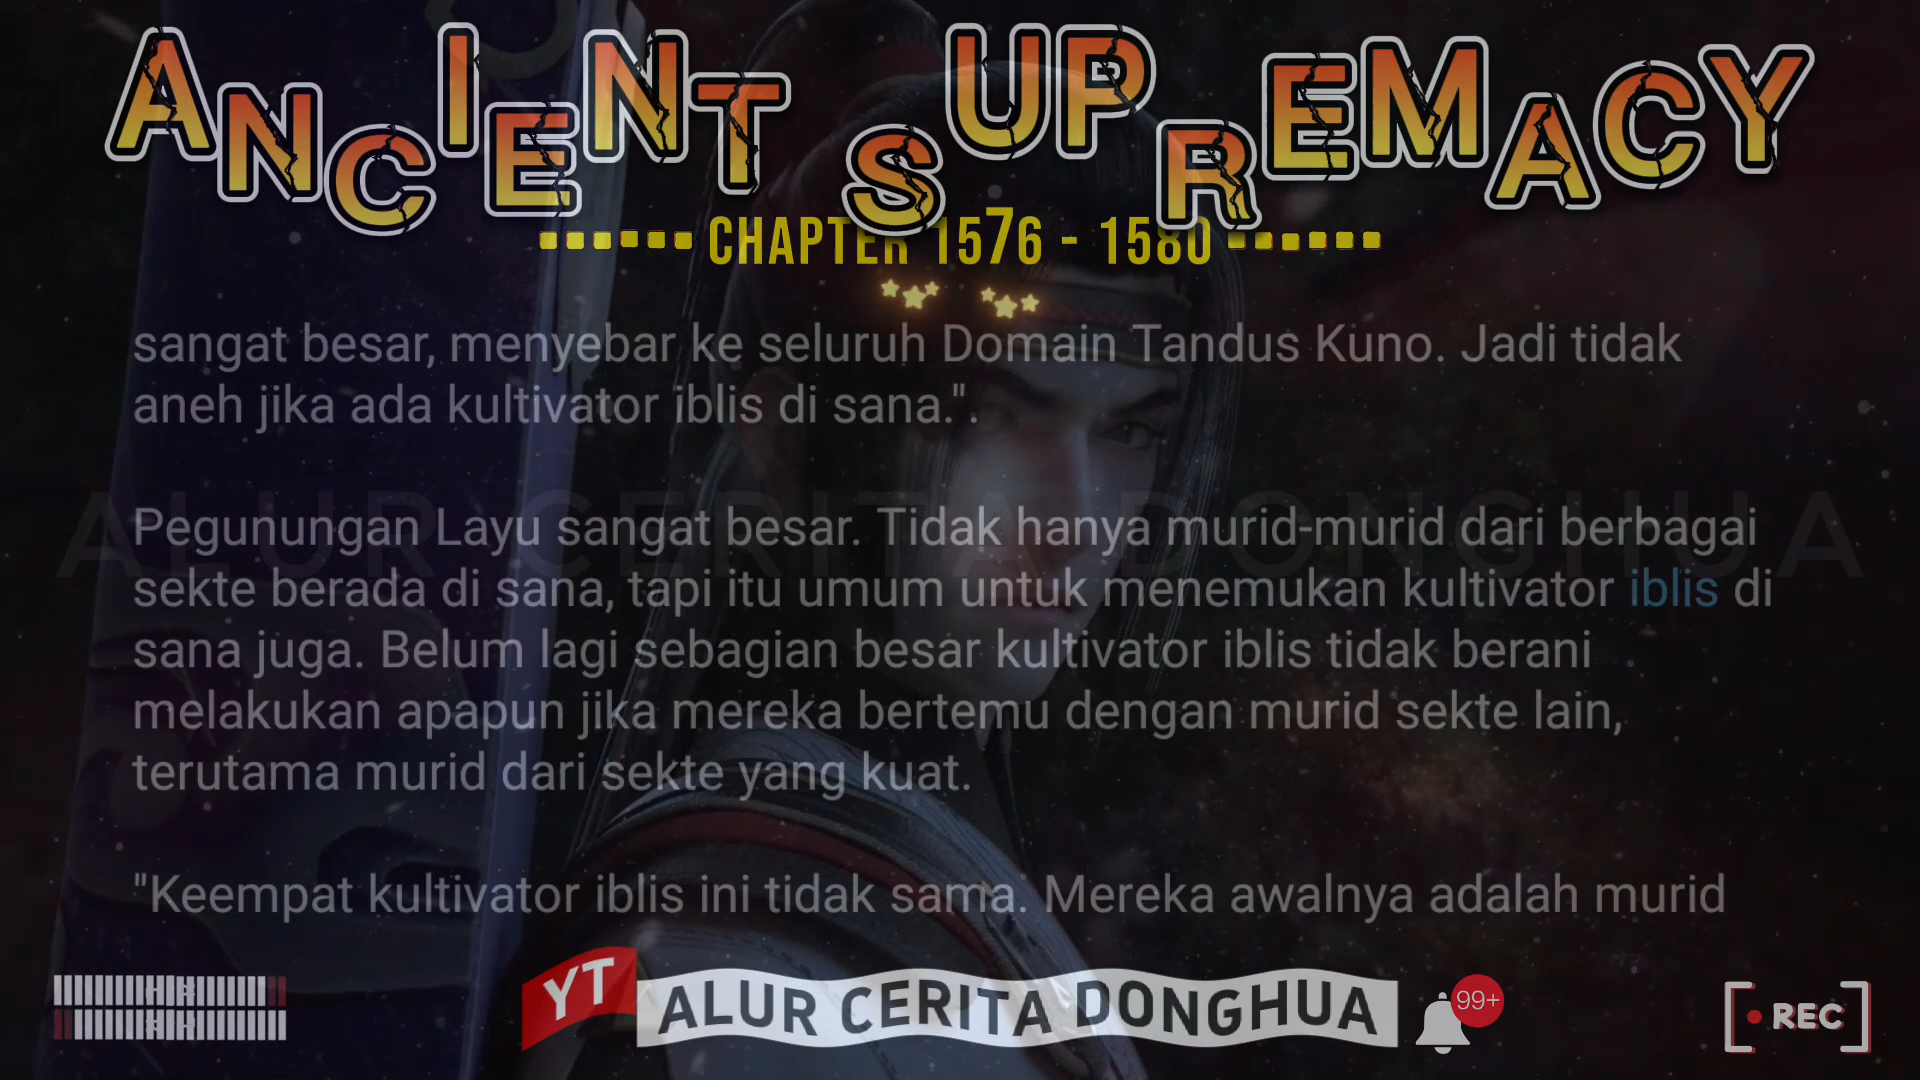 ANCIENT SUPREMACY
CHAPTER 1576 - 1580
sangat besar, menyebar ke seluruh Domain Tandus Kuno. Jadi tidak
aneh jika ada kultivator iblis di sana.".
ALUR CERITA DONGHUA
Pegunungan Layu sangat besar. Tidak hanya murid-murid dari berbagai
sekte berada di sana, tapi itu umum untuk menemukan kultivator iblis di
sana juga. Belum lagi sebagian besar kultivator iblis tidak berani
melakukan apapun jika mereka bertemu dengan murid sekte lain,
terutama murid dari sekte yang kuat.
"Keempat kultivator iblis ini tidak sama. Mereka awalnya adalah murid
YT ALUR CERITA DONGHUA
99+
REC